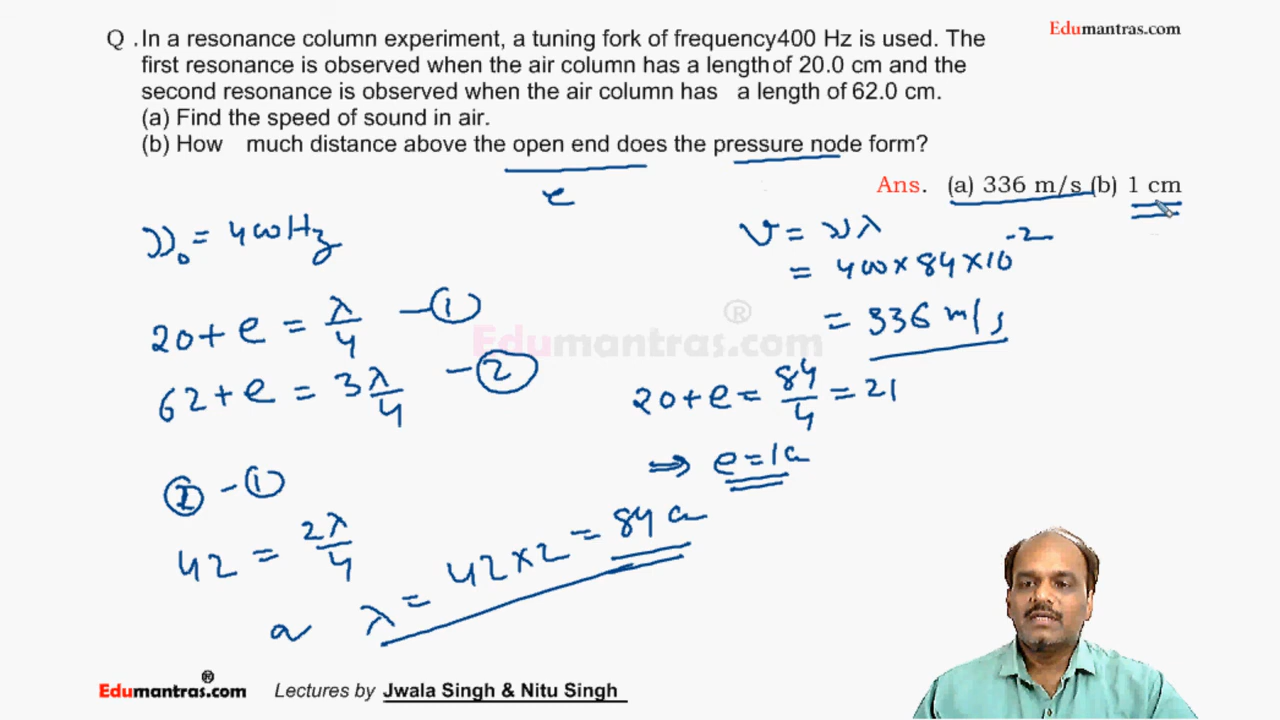 Edumantras.com
Q . In a resonance column experiment, a tuning fork of frequency400 Hz is used. The
first resonance is observed when the air column has a length of 20.0 cm and the
second resonance is observed when the air column has a length of 62.0 cm.
(a) Find the speed of sound in air.
(b) How much distance above the open end does the pressure node form?
Ans. (a) 336 m/s (b) 1 cm
e
ν₀ = 400 Hz
20 + e = λ/4 — ①
62 + e = 3λ/4 — ②
② - ①
42 = 2λ/4
λ = 42 × 2 = 84 cm
V = νλ
= 400 × 84 × 10⁻²
= 336 m/s
20 + e = 84/4 = 21
⇒ e = 1 cm
Edumantras®
Edumantras.com® Lectures by Jwala Singh & Nitu Singh